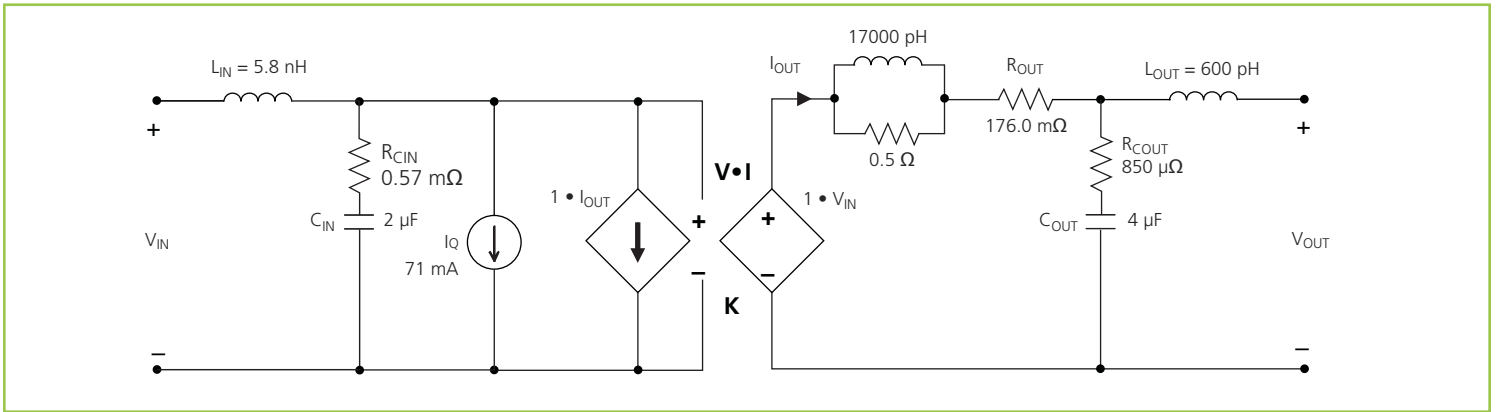 17000 pH
L_IN = 5.8 nH
I_OUT
R_OUT
L_OUT = 600 pH
+
+
176.0 mΩ
R_CIN
0.57 mΩ
0.5 Ω
R_COUT
850 µΩ
V•I
1 • I_OUT
1 • V_IN
C_IN
2 µF
+
+
C_OUT
4 µF
V_IN
I_Q
71 mA
V_OUT
–
–
K
–
–